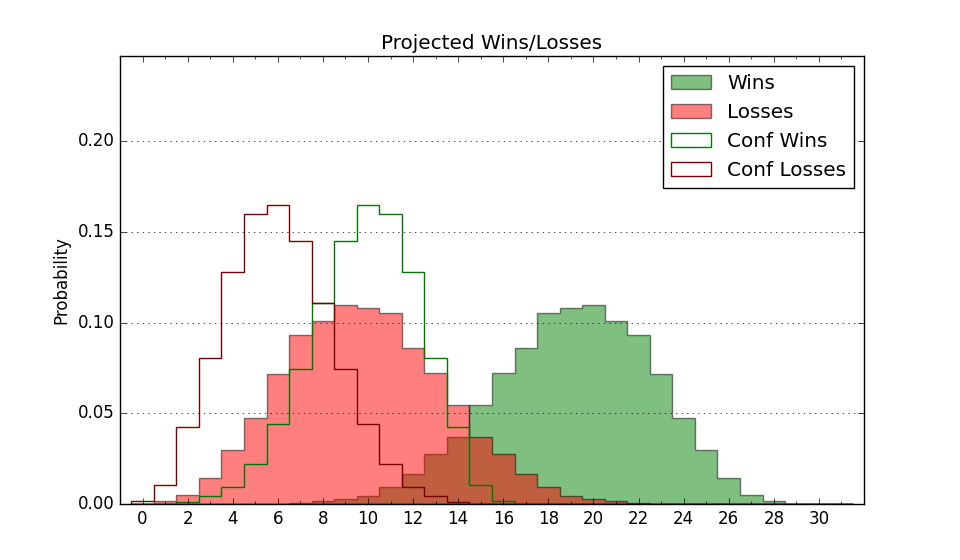 Projected Wins/Losses
Wins
Losses
Conf Wins
Conf Losses
Probability
0.20
0.15
0.10
0.05
0.00
0 2 4 6 8 10 12 14 16 18 20 22 24 26 28 30